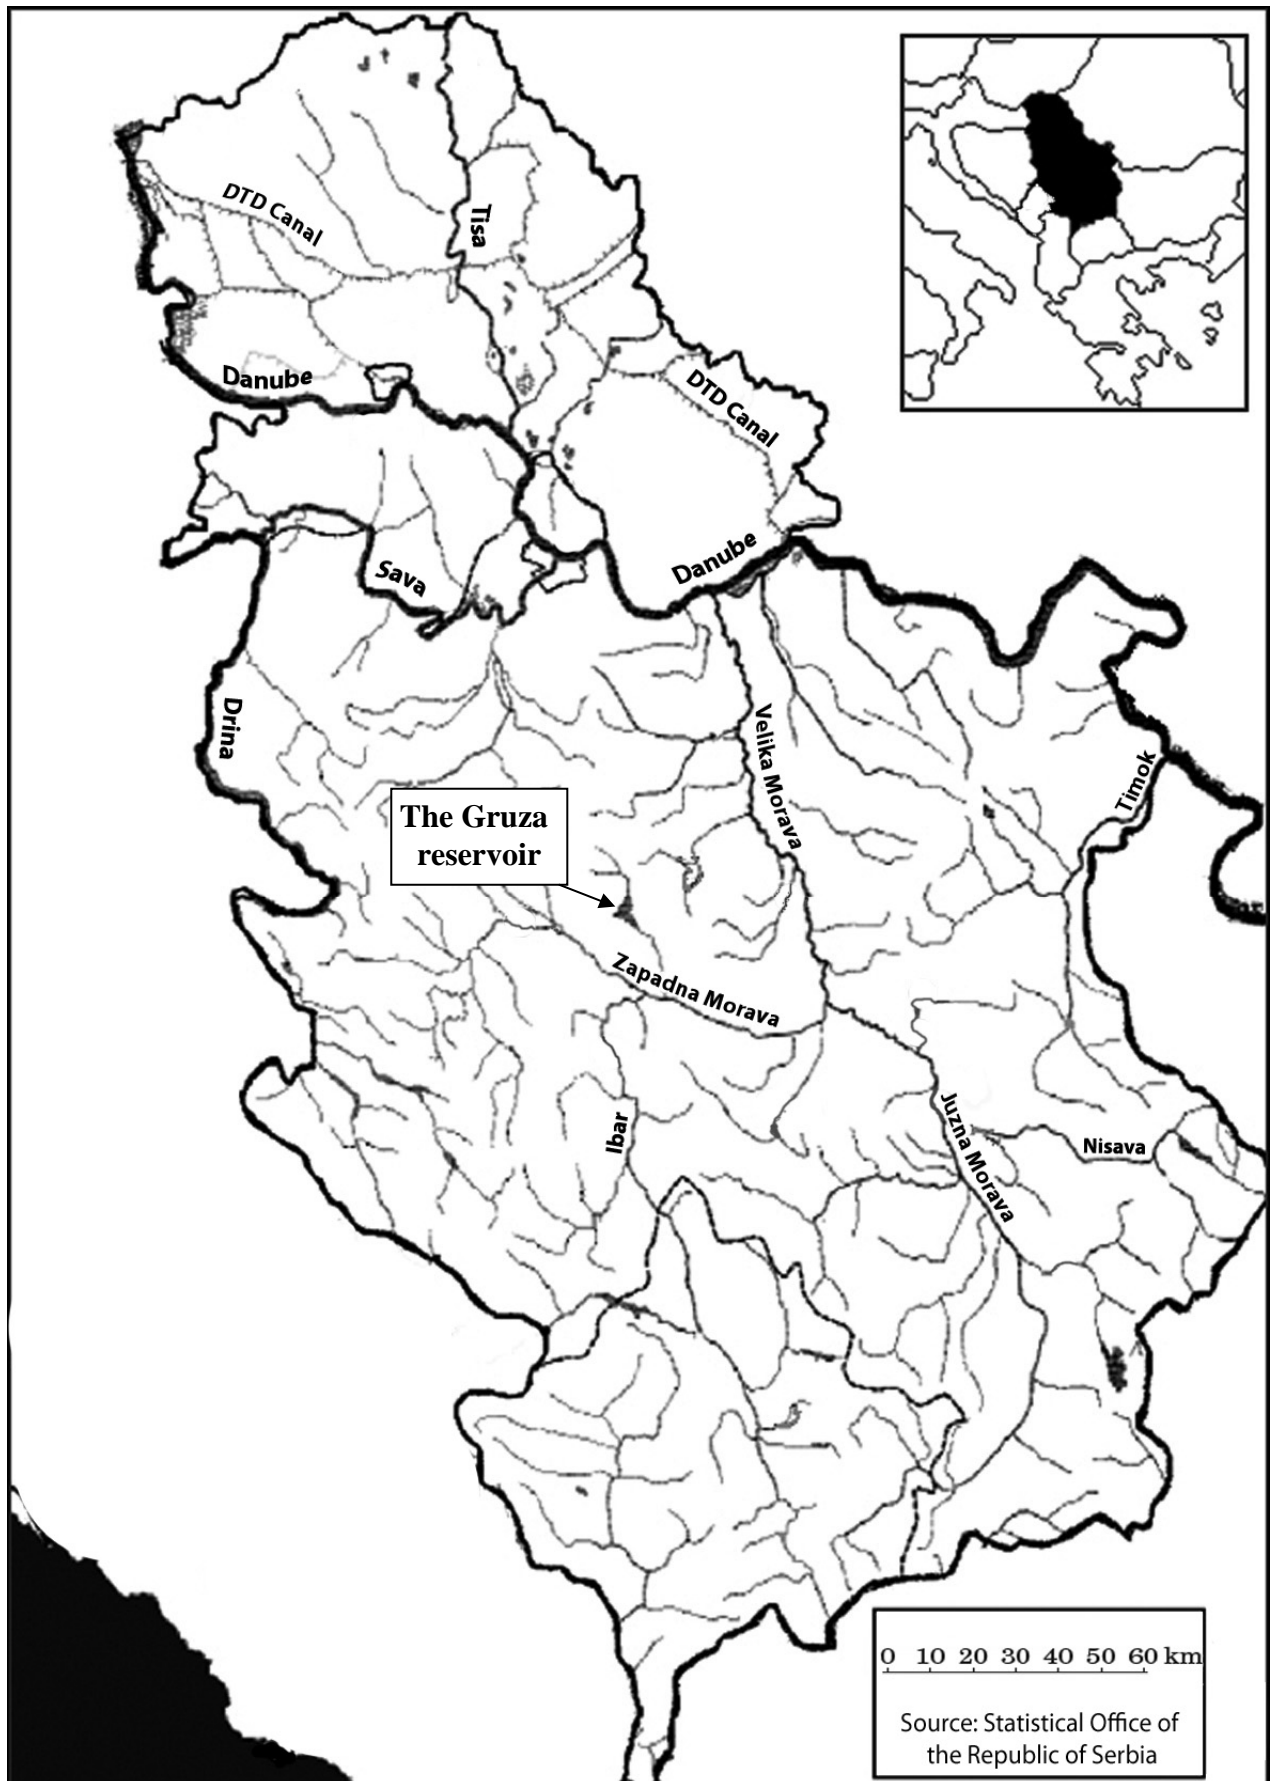 DTD Canal
Tisa
Danube
DTD Canal
Danube
Sava
Drina
Velika Morava
Timok
The Gruza
reservoir
Zapadna Morava
Juzna Morava
Ibar
Nisava
0 10 20 30 40 50 60 km
Source: Statistical Office of
the Republic of Serbia